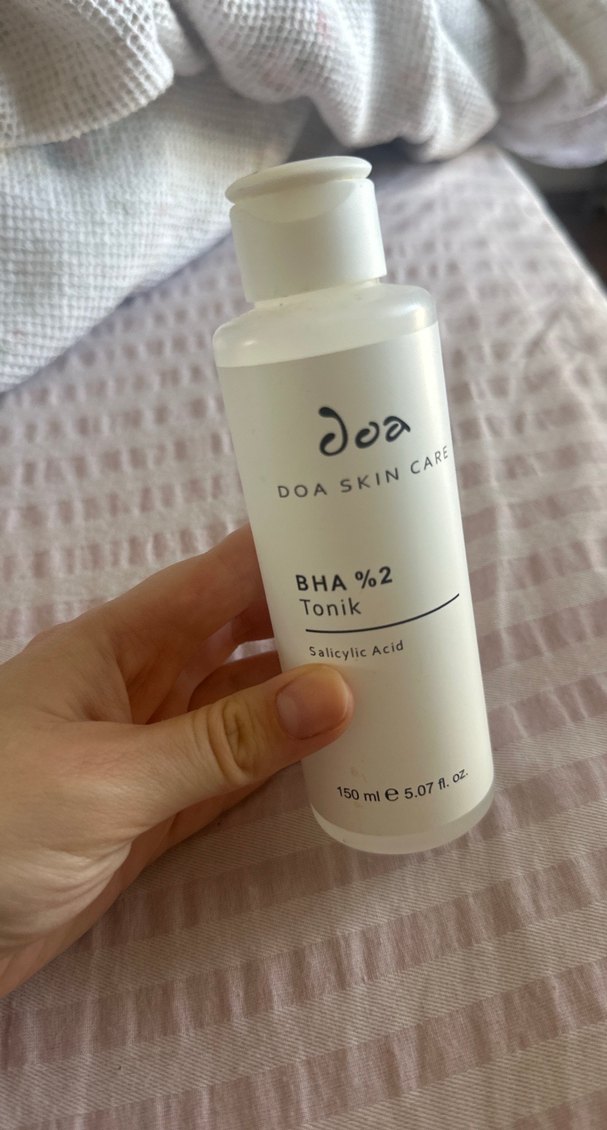 doa
DOA SKIN CARE
BHA %2
Tonik
Salicylic Acid
150 ml e 5.07 fl. oz.